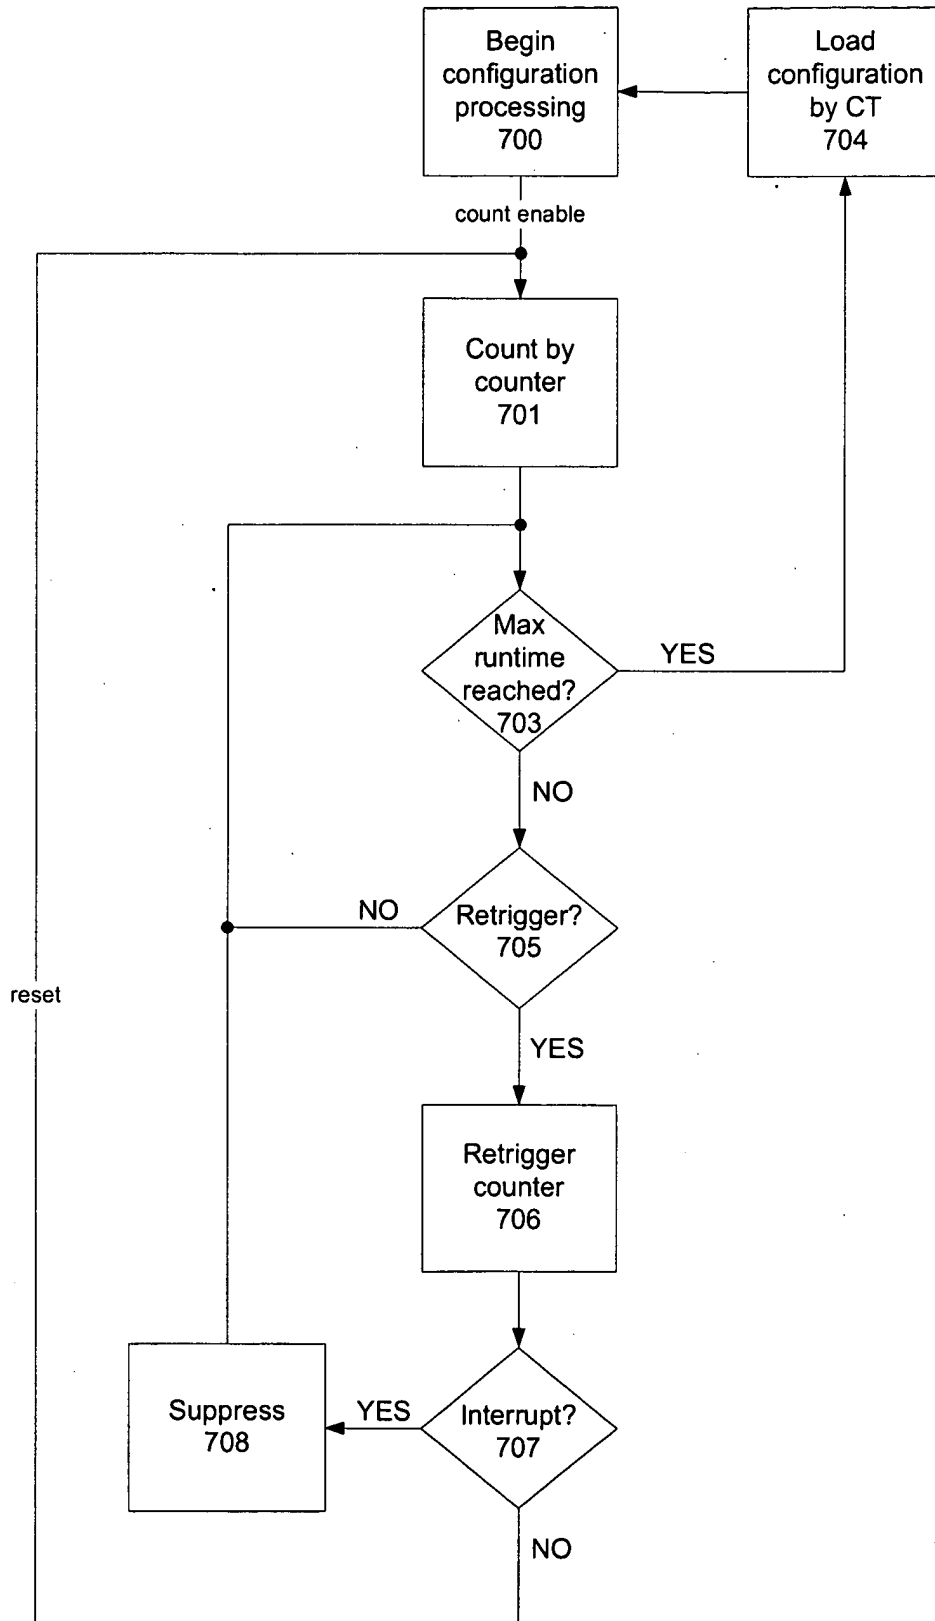 Begin
configuration
processing
700
Load
configuration
by CT
704
count enable
Count by
counter
701
Max
runtime
reached?
703
YES
NO
Retrigger?
705
NO
reset
YES
Retrigger
counter
706
Interrupt?
707
YES
Suppress
708
NO